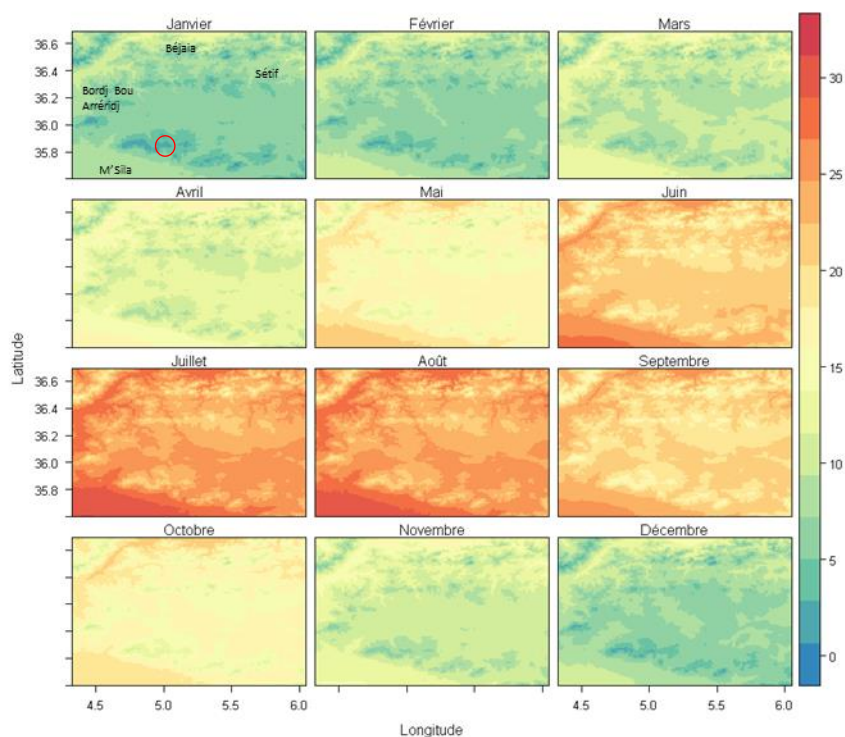 Janvier
Février
Mars
36.6
36.4
36.2
36.0
35.8
Béjaia
Sétif
Bordj Bou
Arréridj
M'Sila
Avril
Mai
Juin
Juillet
Août
Septembre
36.6
36.4
36.2
36.0
35.8
Octobre
Novembre
Décembre
4.5
5.0
5.5
6.0
4.5
5.0
5.5
6.0
Latitude
Longitude
30
25
20
15
10
5
0